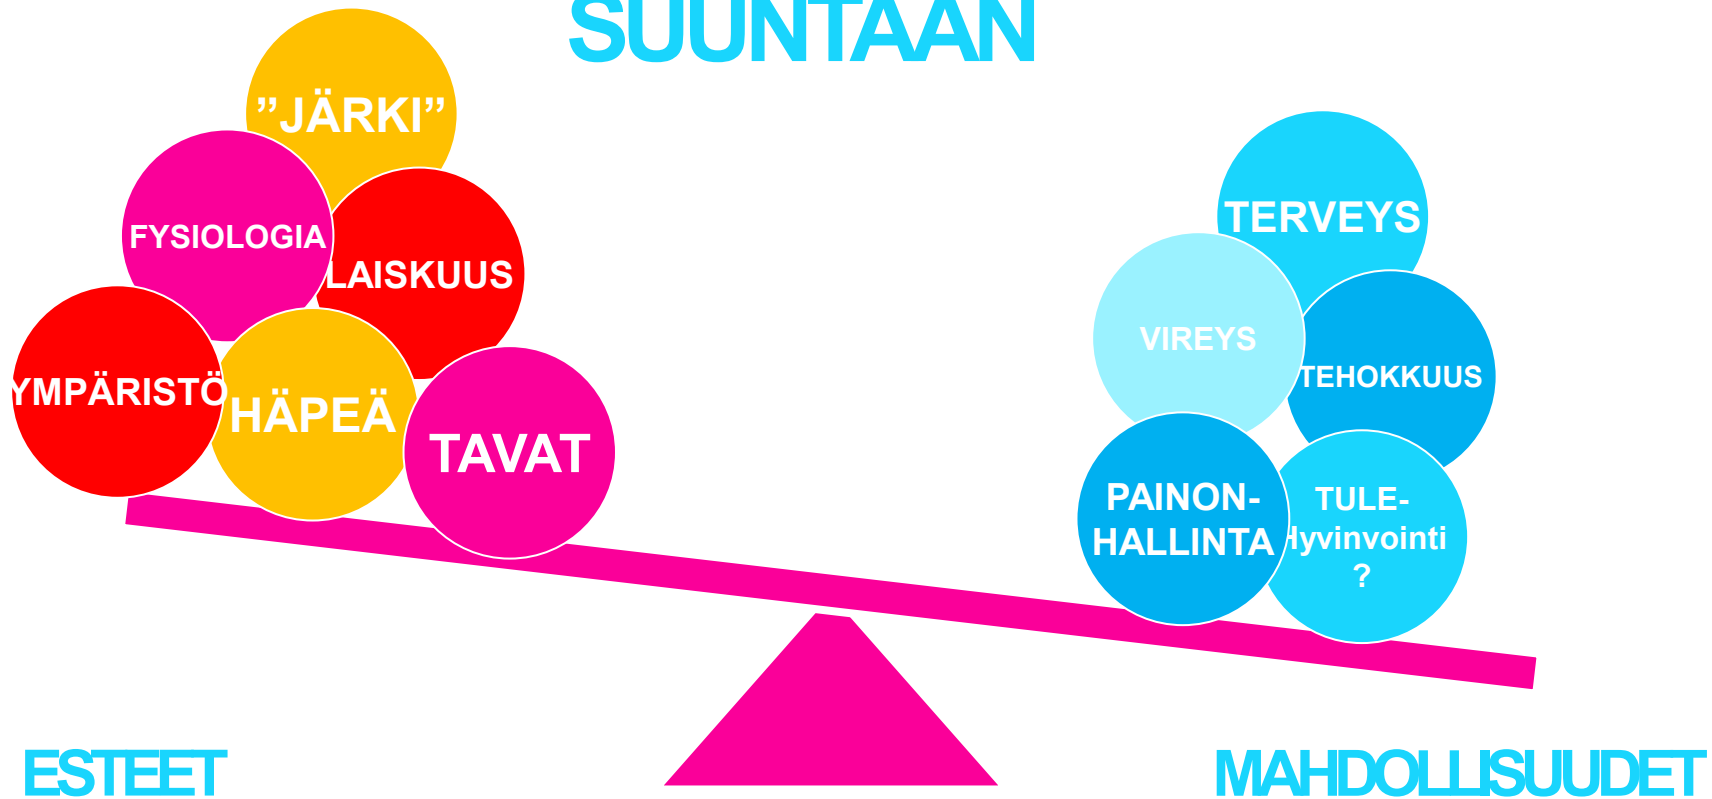 SUUNTAAN
”JÄRKI”
FYSIOLOGIA
LAISKUUS
YMPÄRISTÖ
HÄPEÄ
TAVAT
TERVEYS
VIREYS
TEHOKKUUS
PAINON-
HALLINTA
TULE-
Hyvinvointi
?
ESTEET
MAHDOLLISUUDET